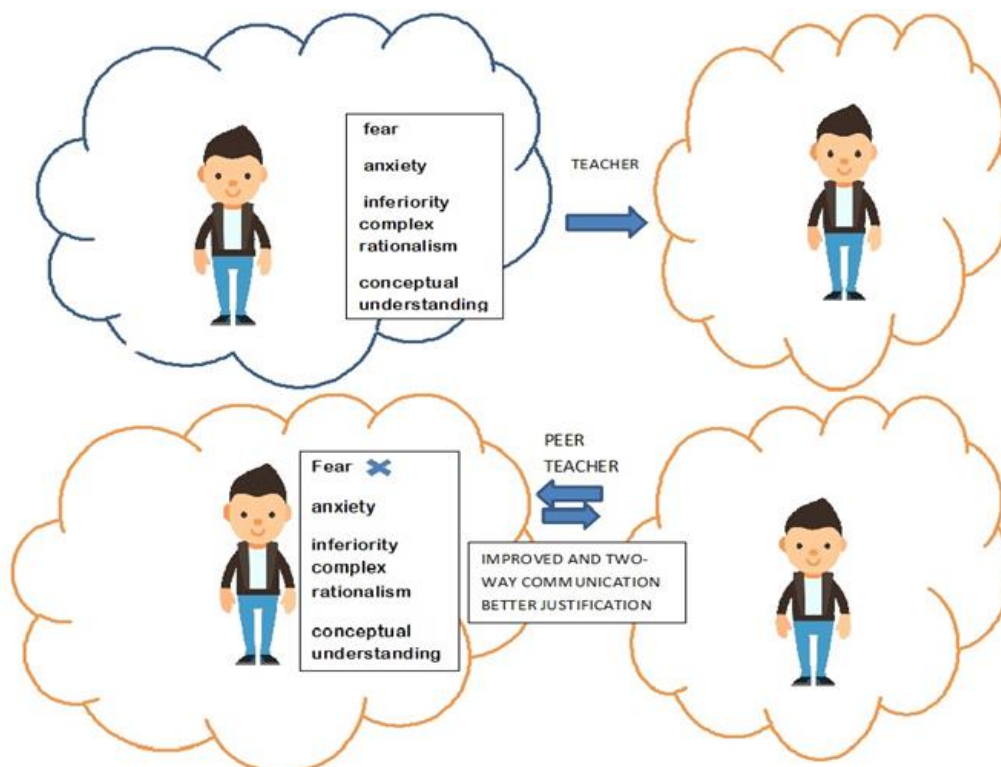 fear
anxiety
inferiority
complex
rationalism
conceptual
understanding
TEACHER
Fear
anxiety
inferiority
complex
rationalism
conceptual
understanding
PEER
TEACHER
IMPROVED AND TWO-
WAY COMMUNICATION
BETTER JUSTIFICATION